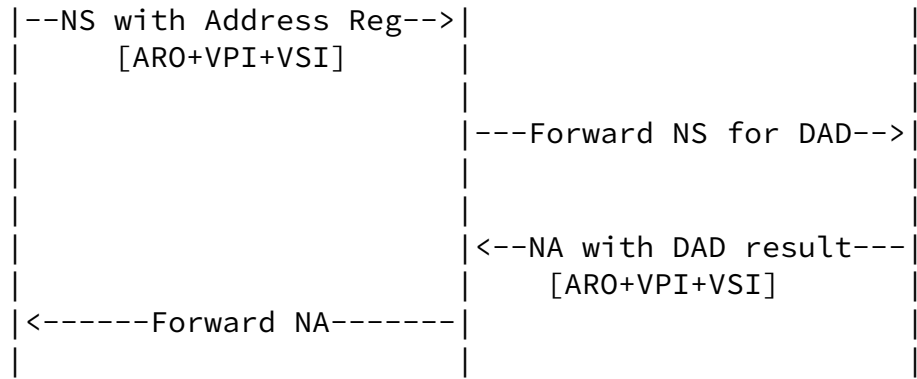 |--NS with Address Reg-->|                       |
|     [ARO+VPI+VSI]      |                       |
|                        |                       |
|                        |---Forward NS for DAD-->|
|                        |                       |
|                        |                       |
|                        |<--NA with DAD result---|
|                        |    [ARO+VPI+VSI]      |
|<------Forward NA-------|                       |
|                        |                       |